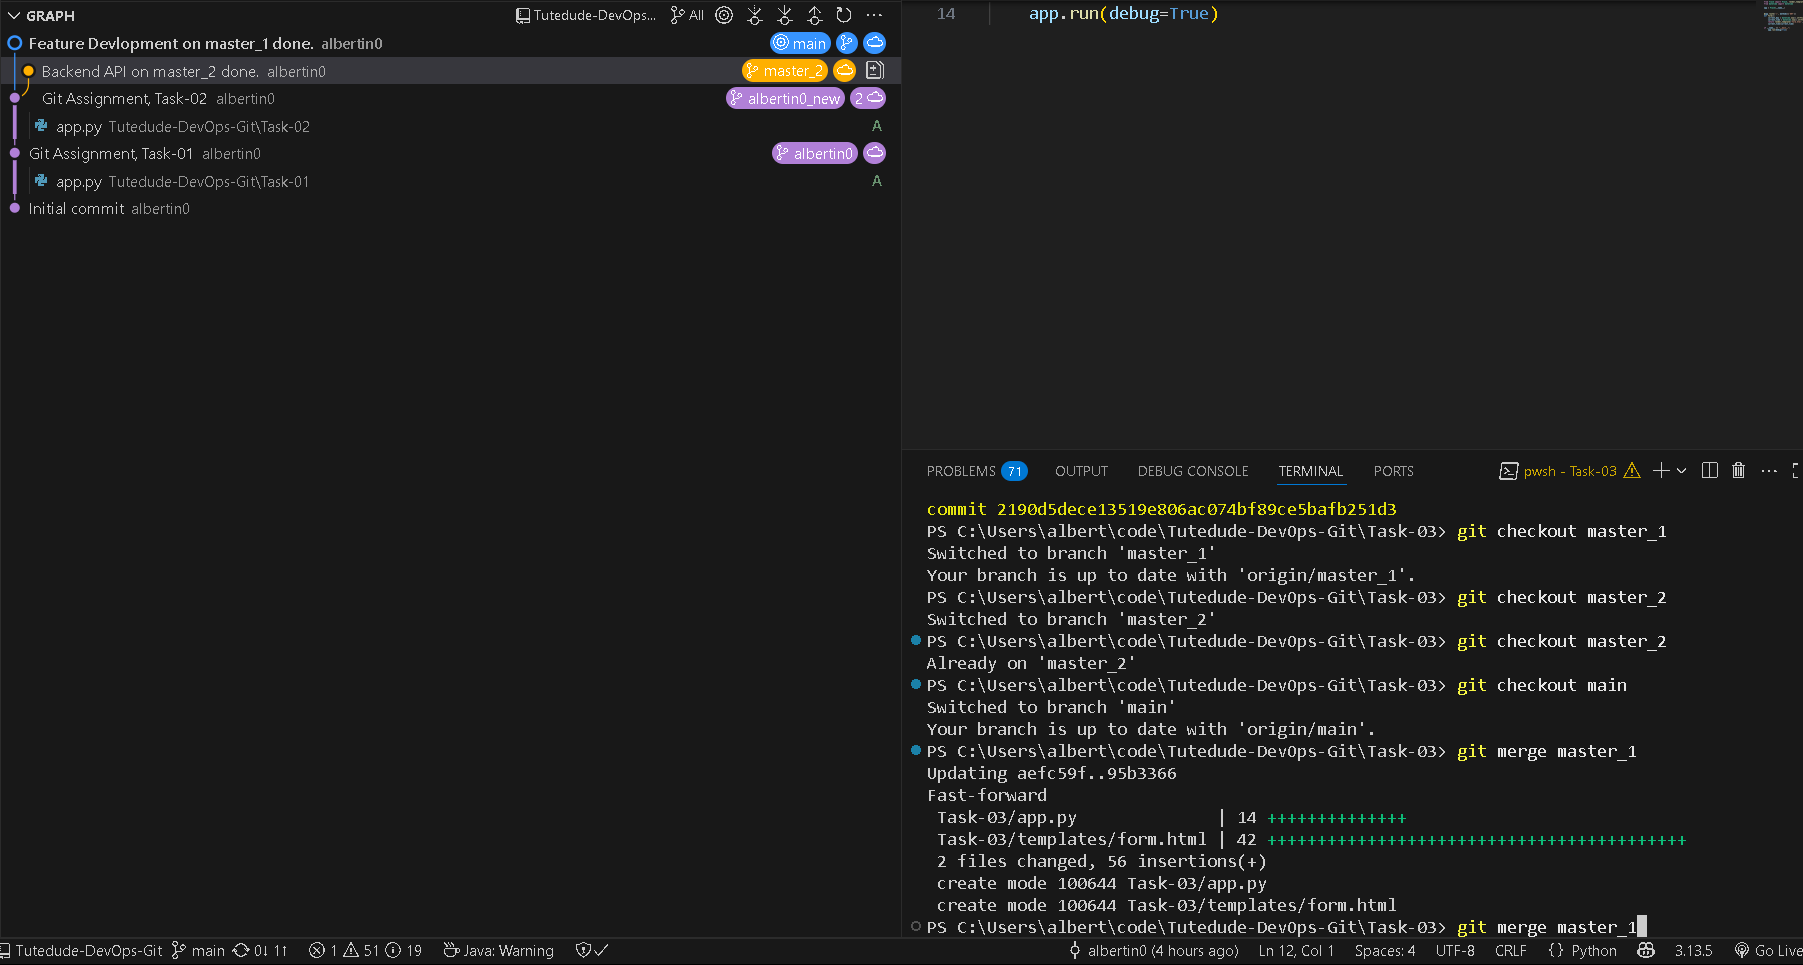 GRAPH
Tutedude-DevOps... All ...
Feature Devlopment on master_1 done. albertin0 main
Backend API on master_2 done. albertin0 master_2
Git Assignment, Task-02 albertin0 albertin0_new 2
app.py Tutedude-DevOps-Git\Task-02 A
Git Assignment, Task-01 albertin0 albertin0
app.py Tutedude-DevOps-Git\Task-01 A
Initial commit albertin0
14 app.run(debug=True)
PROBLEMS 71 OUTPUT DEBUG CONSOLE TERMINAL PORTS pwsh - Task-03 ...
commit 2190d5dece13519e806ac074bf89ce5bafb251d3
PS C:\Users\albert\code\Tutedude-DevOps-Git\Task-03> git checkout master_1
Switched to branch 'master_1'
Your branch is up to date with 'origin/master_1'.
PS C:\Users\albert\code\Tutedude-DevOps-Git\Task-03> git checkout master_2
Switched to branch 'master_2'
PS C:\Users\albert\code\Tutedude-DevOps-Git\Task-03> git checkout master_2
Already on 'master_2'
PS C:\Users\albert\code\Tutedude-DevOps-Git\Task-03> git checkout main
Switched to branch 'main'
Your branch is up to date with 'origin/main'.
PS C:\Users\albert\code\Tutedude-DevOps-Git\Task-03> git merge master_1
Updating aefc59f..95b3366
Fast-forward
Task-03/app.py | 14 ++++++++++++++
Task-03/templates/form.html | 42 ++++++++++++++++++++++++++++++++++++++++++
2 files changed, 56 insertions(+)
create mode 100644 Task-03/app.py
create mode 100644 Task-03/templates/form.html
PS C:\Users\albert\code\Tutedude-DevOps-Git\Task-03> git merge master_1
Tutedude-DevOps-Git main 0↓ 1↑ 1 51 19 Java: Warning albertin0 (4 hours ago) Ln 12, Col 1 Spaces: 4 UTF-8 CRLF {} Python 3.13.5 Go Live